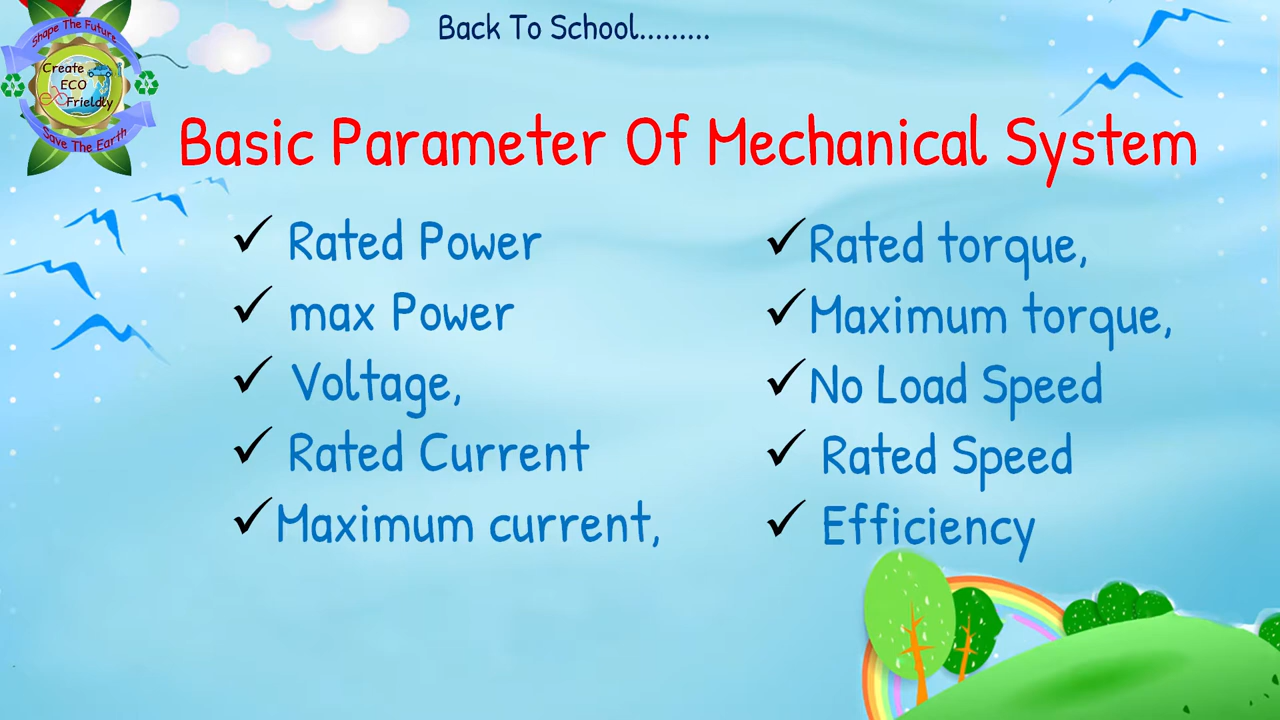 Back To School.........
Shape The Future
Create
ECO
Frieldly
Save The Earth
Basic Parameter Of Mechanical System
Rated Power
max Power
Voltage,
Rated Current
Maximum current,
Rated torque,
Maximum torque,
No Load Speed
Rated Speed
Efficiency